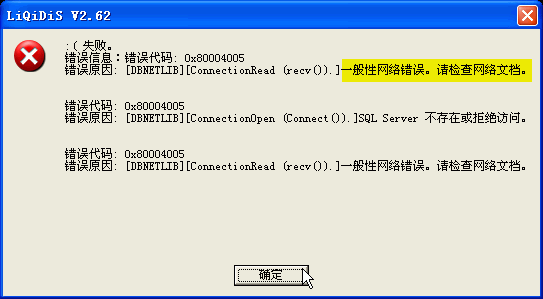 LiQiDiS V2.62
:( 失败。
错误信息：错误代码: 0x80004005
错误原因: [DBNETLIB][ConnectionRead (recv()).]一般性网络错误。请检查网络文档。
错误代码: 0x80004005
错误原因: [DBNETLIB][ConnectionOpen (Connect()).]SQL Server 不存在或拒绝访问。
错误代码: 0x80004005
错误原因: [DBNETLIB][ConnectionRead (recv()).]一般性网络错误。请检查网络文档。
确定